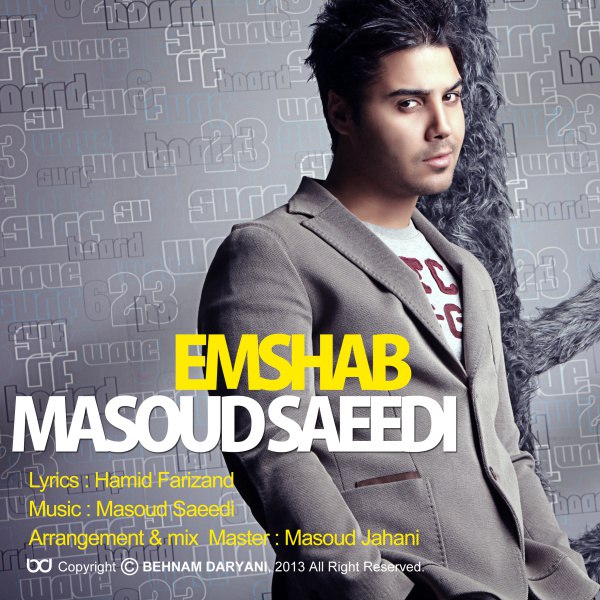 EMSHAB
MASOUD SAEEDI
Lyrics : Hamid Farizand
Music : Masoud Saeedi
Arrangement & mix Master : Masoud Jahani
bd Copyright © BEHNAM DARYANI, 2013 All Right Reserved.